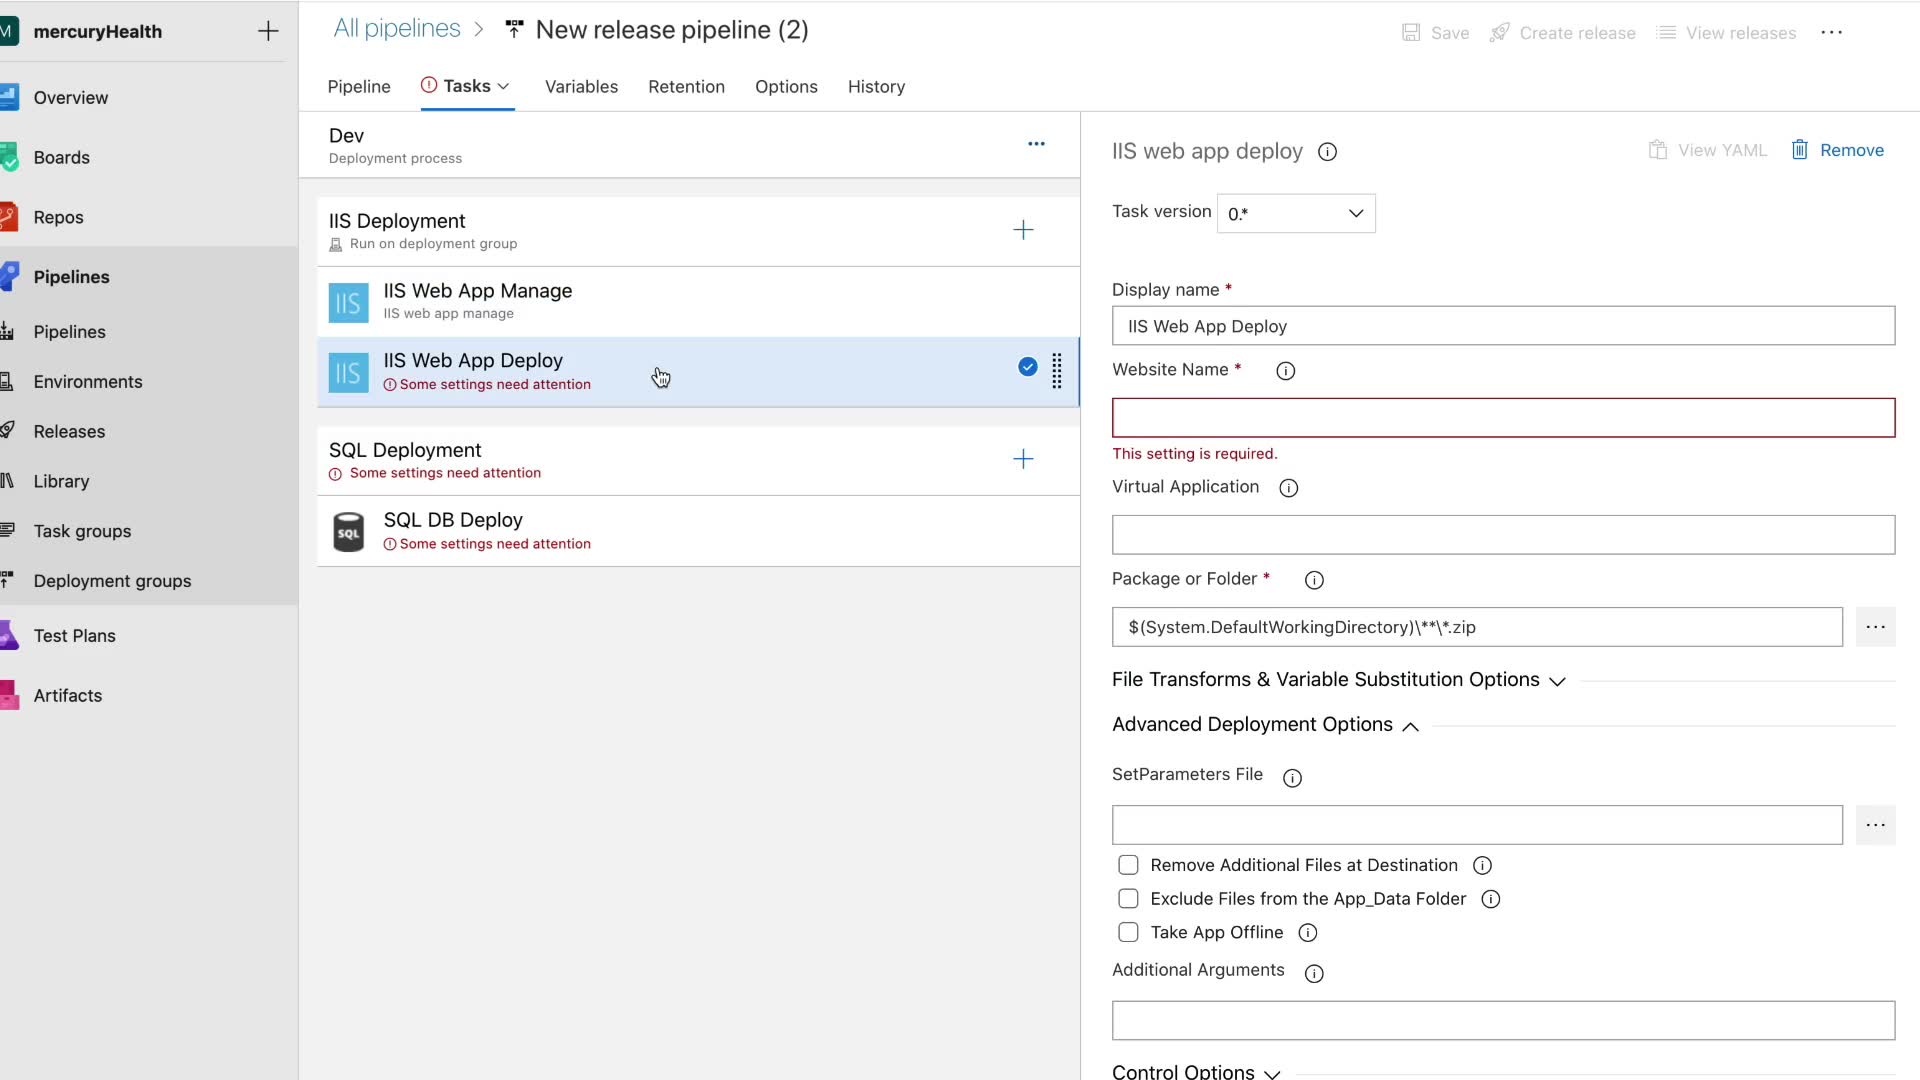 M mercuryHealth
Overview
Boards
Repos
Pipelines
Pipelines
Environments
Releases
Library
Task groups
Deployment groups
Test Plans
Artifacts
All pipelines > New release pipeline (2)
Save Create release View releases ...
Pipeline Tasks Variables Retention Options History
Dev
Deployment process
IIS Deployment
Run on deployment group
IIS IIS Web App Manage
IIS web app manage
IIS IIS Web App Deploy
Some settings need attention
SQL Deployment
Some settings need attention
SQL SQL DB Deploy
Some settings need attention
IIS web app deploy
View YAML Remove
Task version 0.*
Display name *
IIS Web App Deploy
Website Name *
This setting is required.
Virtual Application
Package or Folder *
$(System.DefaultWorkingDirectory)\**\*.zip
File Transforms & Variable Substitution Options
Advanced Deployment Options
SetParameters File
Remove Additional Files at Destination
Exclude Files from the App_Data Folder
Take App Offline
Additional Arguments
Control Options